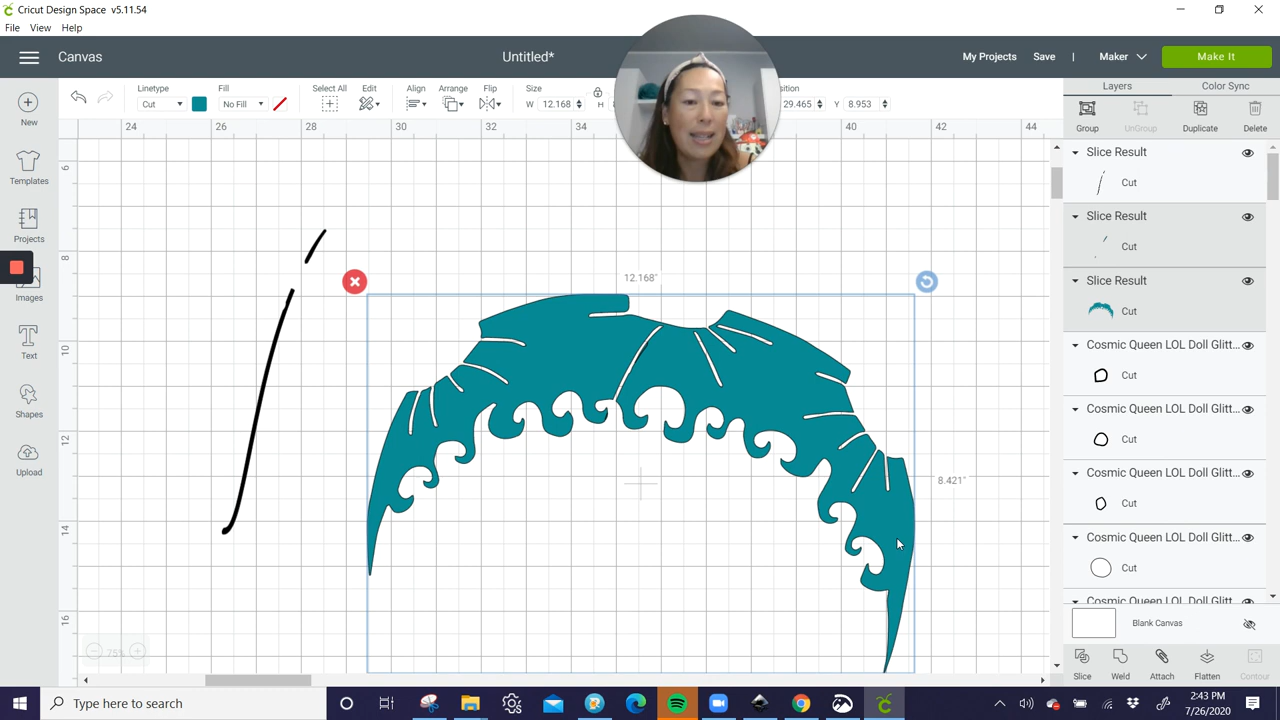 Cricut Design Space v5.11.54
File View Help
Canvas
Untitled*
My Projects Save | Maker Make It
Linetype Fill Select All Edit Align Arrange Flip Size
Cut No Fill W 12.168 H 29.465 Y 8.953
Layers Color Sync
Group UnGroup Duplicate Delete
New
Templates
Projects
Images
Text
Shapes
Upload
24 26 28 30 32 34 36 40 42 44
6
8
10
12
14
16
12.168"
8.421"
75%
Slice Result
Cut
Slice Result
Cut
Slice Result
Cut
Cosmic Queen LOL Doll Glitt...
Cut
Cosmic Queen LOL Doll Glitt...
Cut
Cosmic Queen LOL Doll Glitt...
Cut
Cosmic Queen LOL Doll Glitt...
Cut
Blank Canvas
Slice Weld Attach Flatten Contour
Type here to search
2:43 PM
7/26/2020